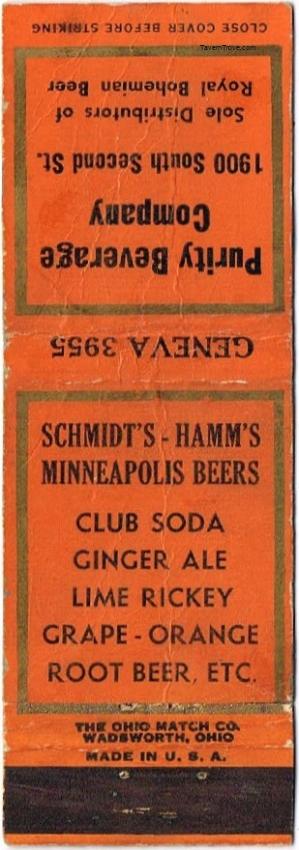 CLOSE COVER BEFORE STRIKING
TavernTrove.com
Purity Beverage
Company
1900 South Second St.
Sole Distributors of
Royal Bohemian Beer
GENEVA 3955
SCHMIDT'S - HAMM'S
MINNEAPOLIS BEERS
CLUB SODA
GINGER ALE
LIME RICKEY
GRAPE - ORANGE
ROOT BEER, ETC.
THE OHIO MATCH CO.
WADSWORTH, OHIO
MADE IN U. S. A.